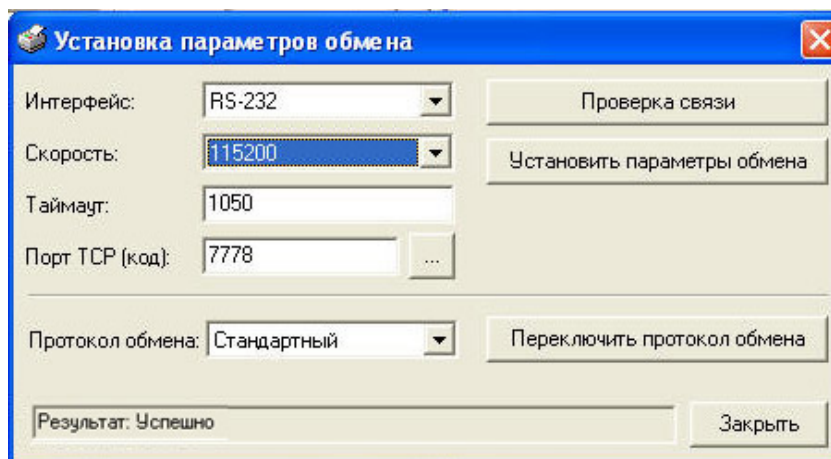 Установка параметров обмена
Интерфейс: RS-232 Проверка связи
Скорость: 115200 Установить параметры обмена
Таймаут: 1050
Порт TCP (код): 7778 ...
Протокол обмена: Стандартный Переключить протокол обмена
Результат: Успешно Закрыть